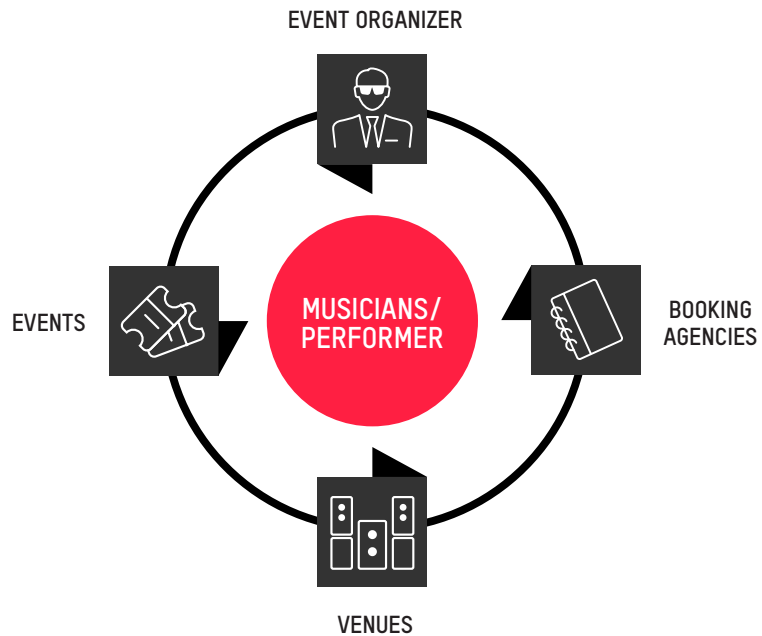 EVENT ORGANIZER
EVENTS
MUSICIANS/
PERFORMER
BOOKING
AGENCIES
VENUES